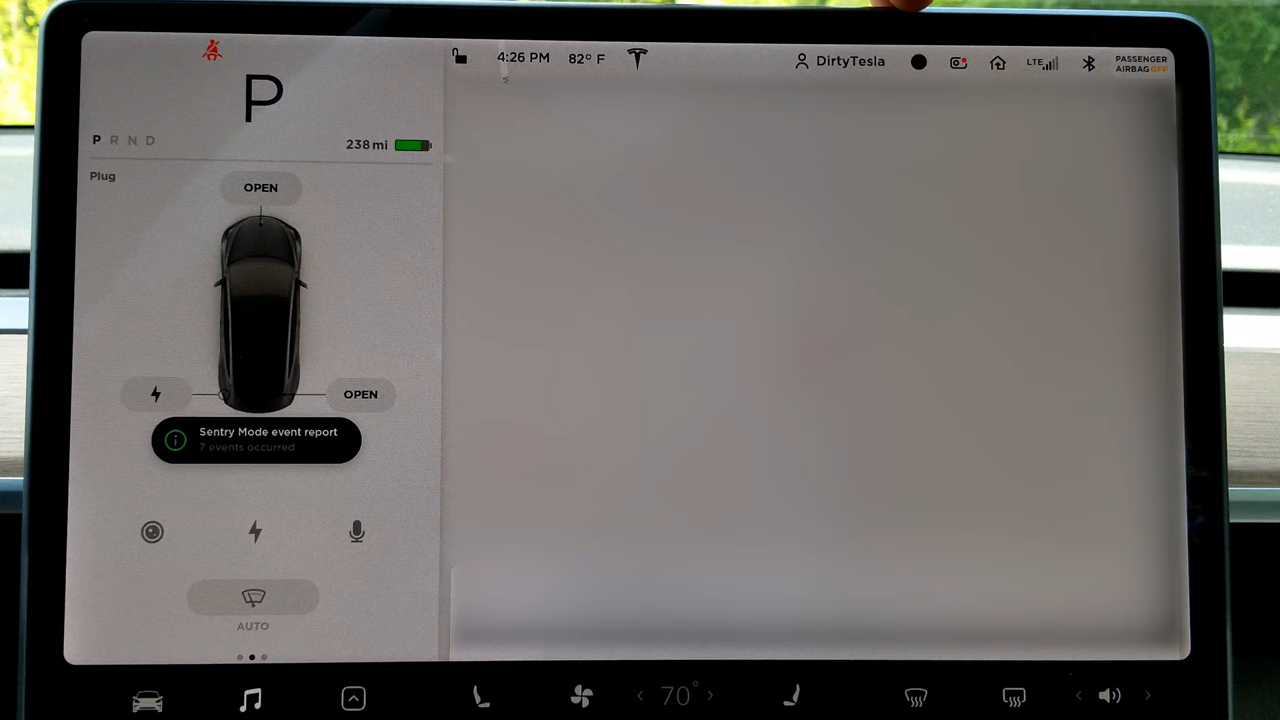 P
P R N D
238 mi
Plug
OPEN
OPEN
Sentry Mode event report
7 events occurred
AUTO
4:26 PM 82° F
DirtyTesla
LTE
PASSENGER
AIRBAG OFF
70°